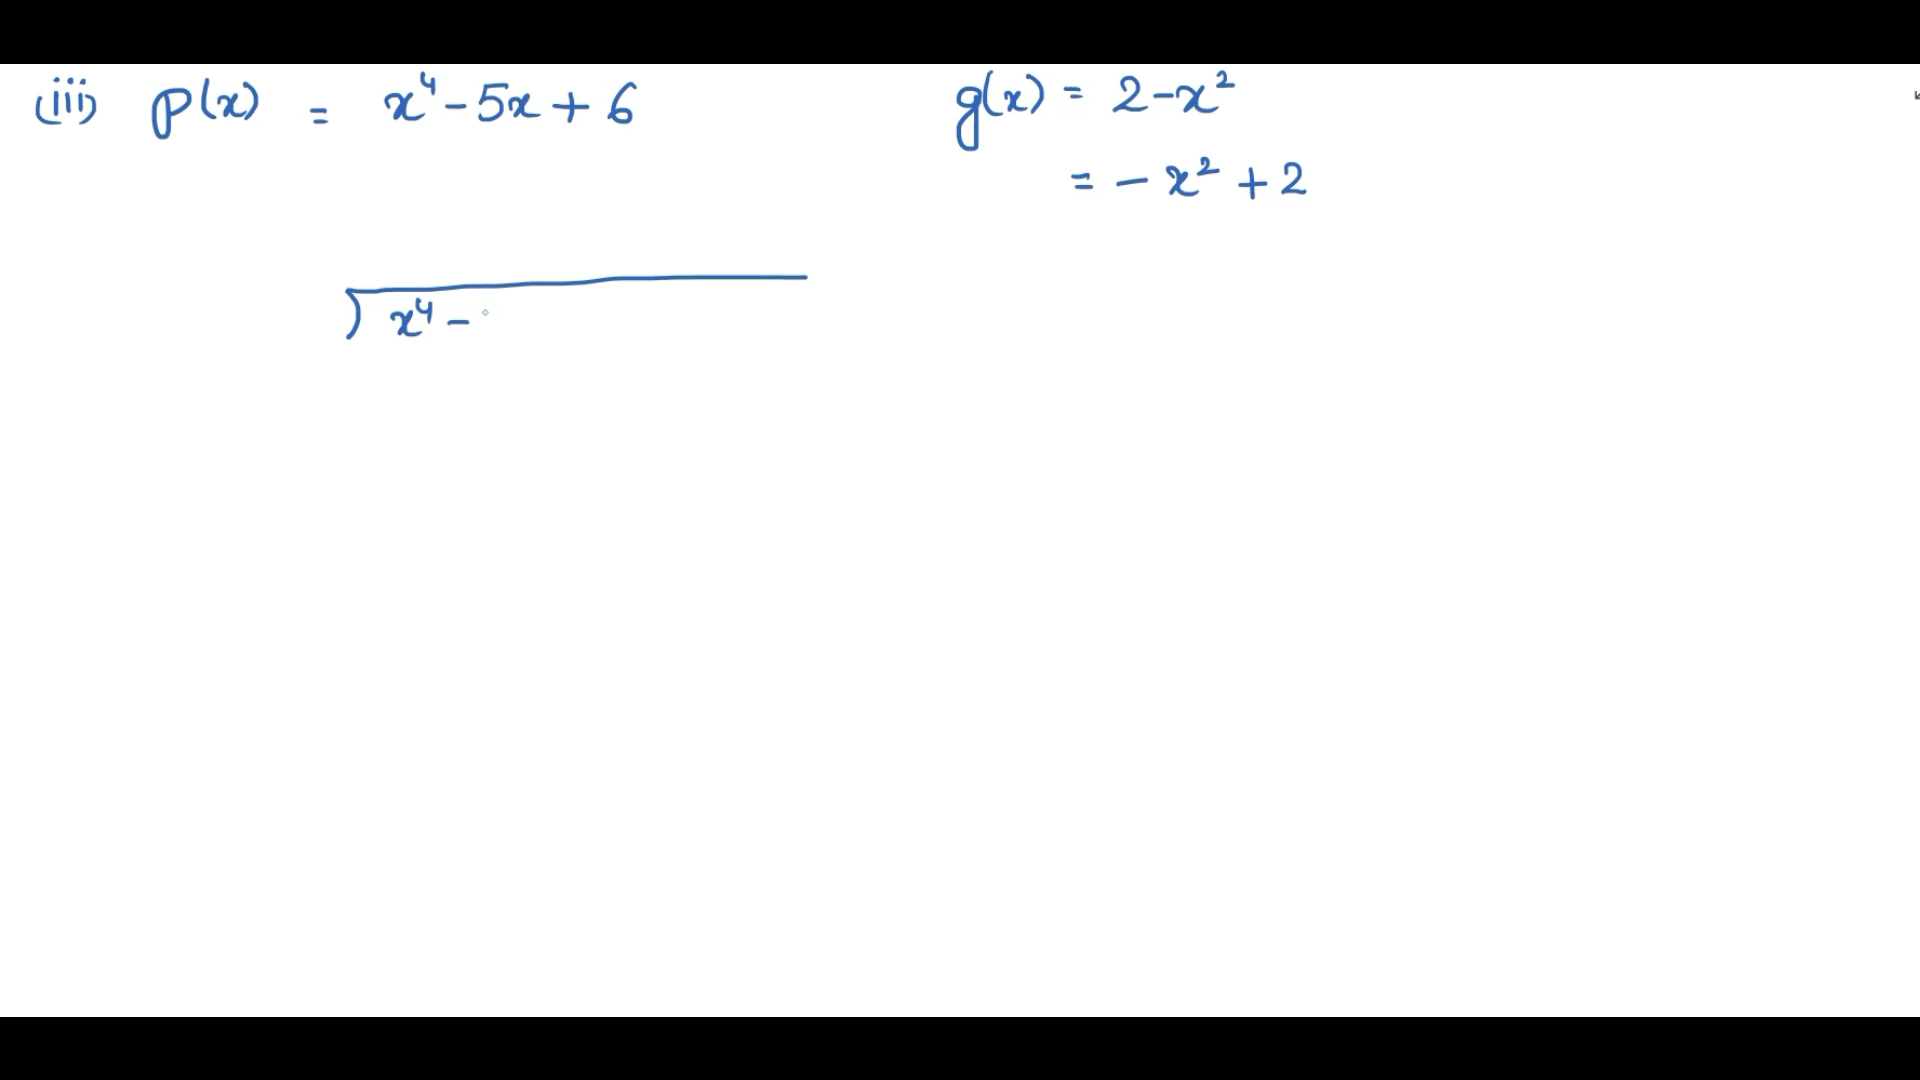 (iii) p(x) = x⁴ - 5x + 6 g(x) = 2 - x²
= - x² + 2
) x⁴ -